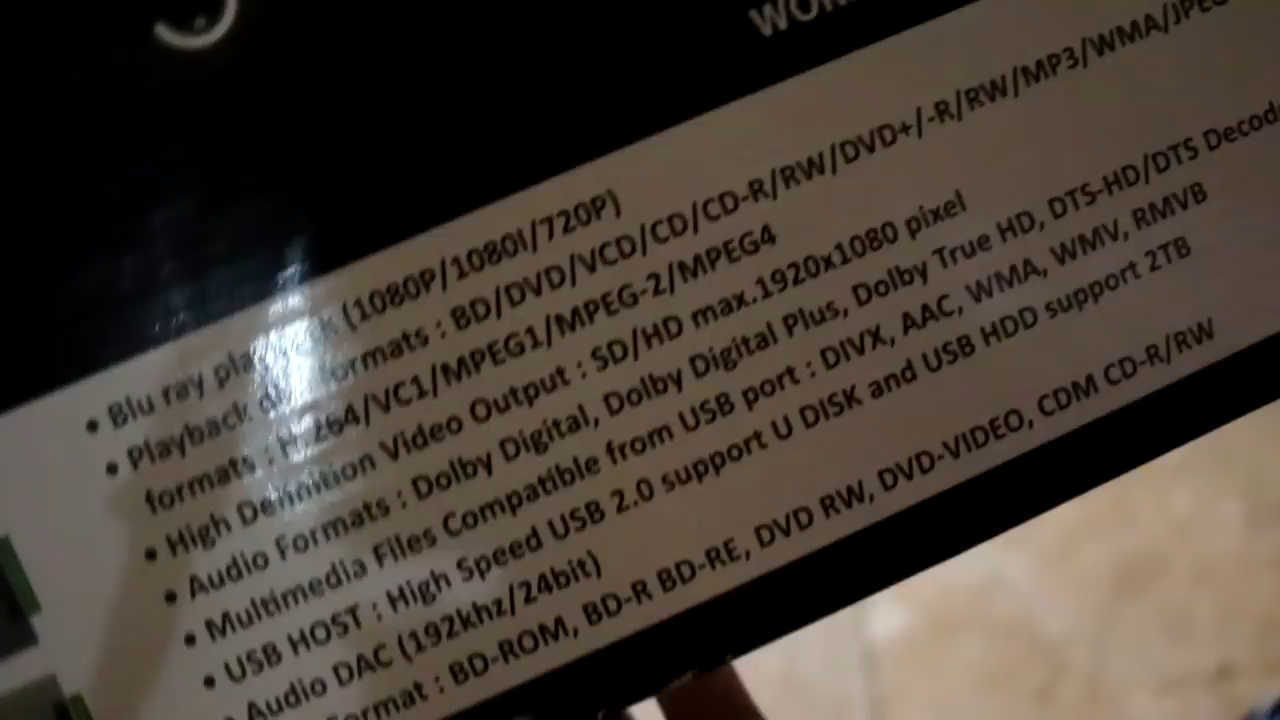 • Blu ray (1080P/1080I/720P)
• Playback formats : BD/DVD/VCD/CD/CD-R/RW/DVD+/-R/RW/MP3/WMA/JPEG
formats : H.264/VC1/MPEG1/MPEG-2/MPEG4
• High Definition Video Output : SD/HD max.1920x1080 pixel
• Audio Formats : Dolby Digital, Dolby Digital Plus, Dolby True HD, DTS-HD/DTS Decod
• Multimedia Files Compatible from USB port : DIVX, AAC, WMA, WMV, RMVB
• USB HOST : High Speed USB 2.0 support U DISK and USB HDD support 2TB
• Audio DAC (192khz/24bit)
ormat : BD-ROM, BD-R BD-RE, DVD RW, DVD-VIDEO, CDM CD-R/RW